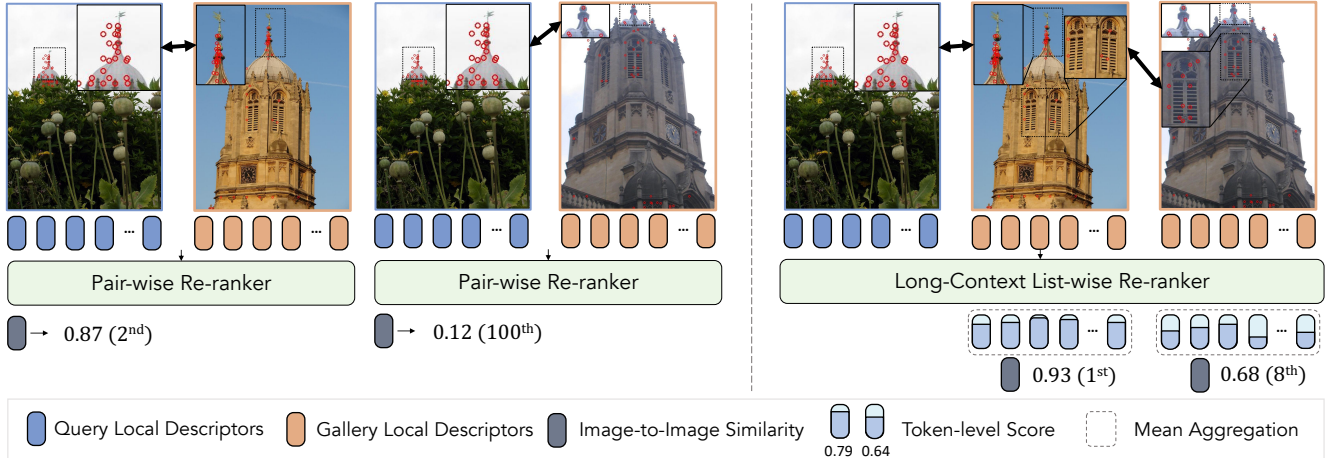 ... ... ... ... ... ...
Pair-wise Re-ranker Pair-wise Re-ranker Long-Context List-wise Re-ranker
... ...
0.87 (2nd) 0.12 (100th) 0.93 (1st) 0.68 (8th)
Query Local Descriptors Gallery Local Descriptors Image-to-Image Similarity Token-level Score Mean Aggregation
0.79 0.64